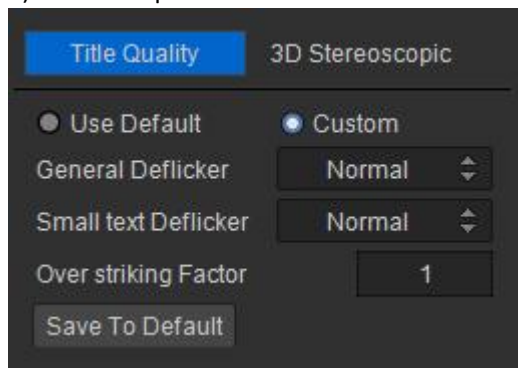 Title Quality 3D Stereoscopic
Use Default Custom
General Deflicker Normal
Small text Deflicker Normal
Over striking Factor 1
Save To Default